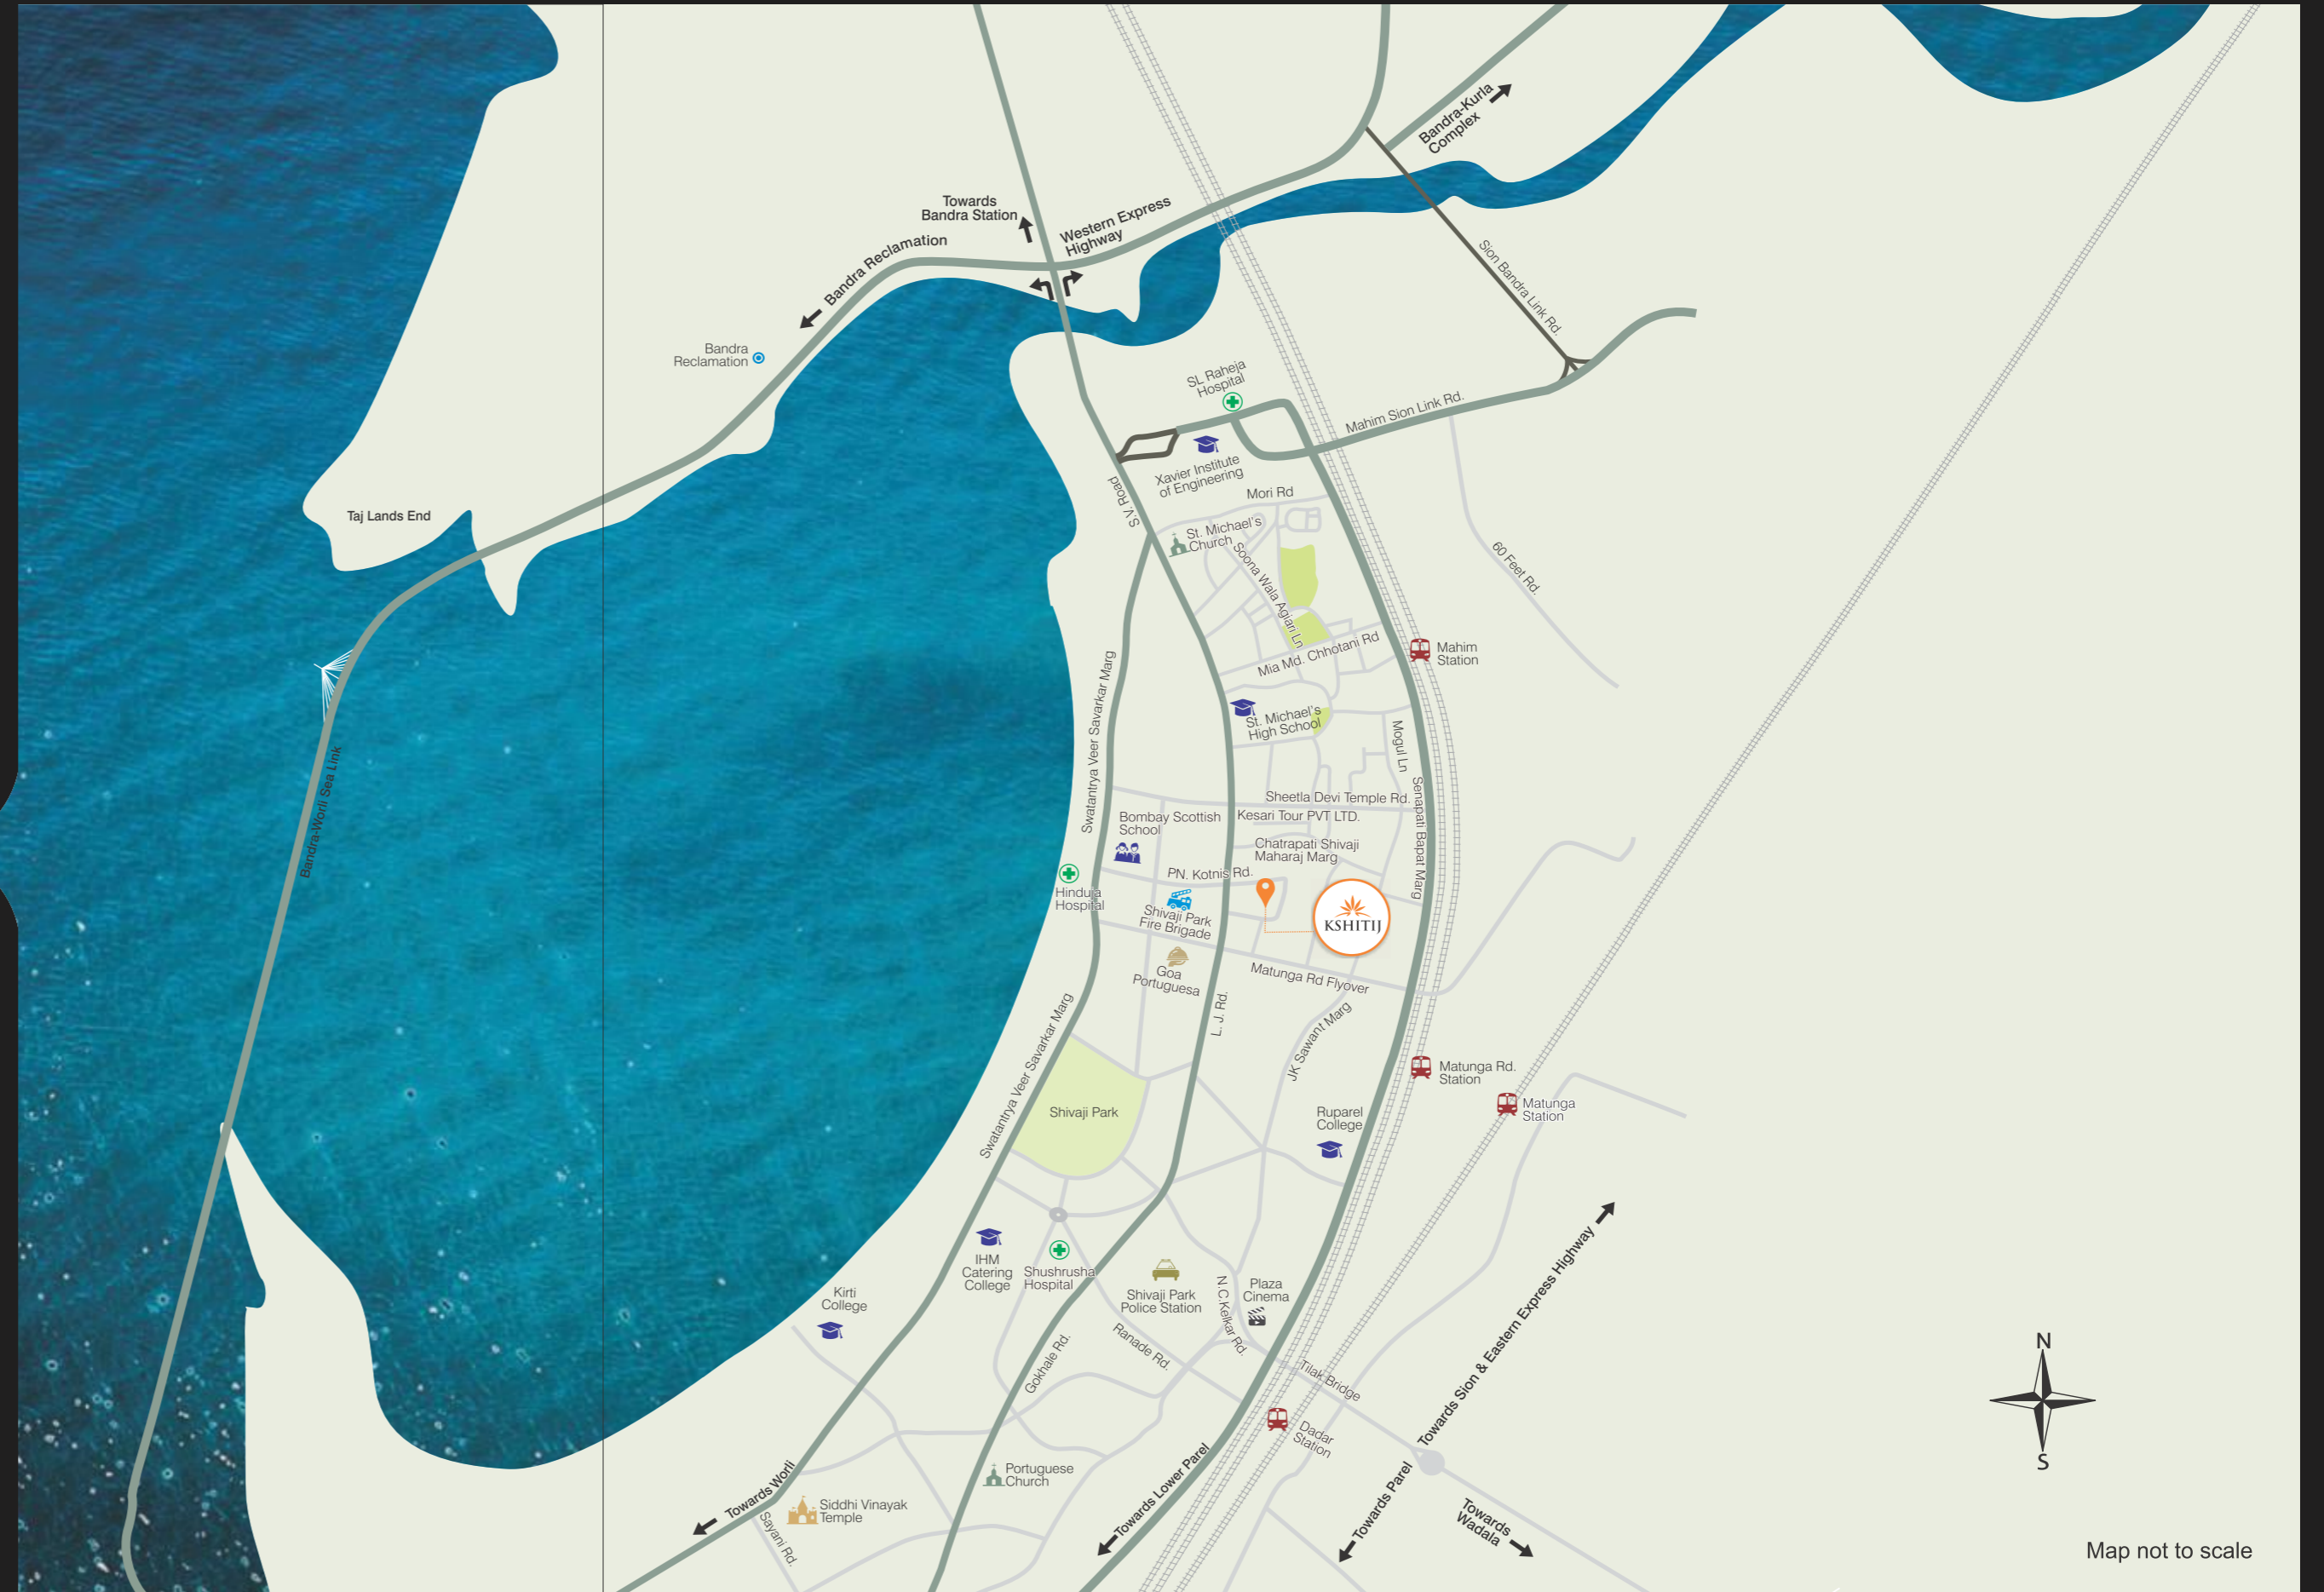 Bandra-Kurla
Complex
Towards
Bandra Station
Western Express
Highway
Bandra Reclamation
Sion Bandra Link Rd.
Bandra
Reclamation
SL Raheja
Hospital
Mahim Sion Link Rd.
Xavier Institute
of Engineering
Mori Rd
S.V. Road
Taj Lands End
St. Michael's
Church
Soona Wala Agiari Ln
60 Feet Rd.
Mia Md. Chhotani Rd
Mahim
Station
Swatantrya Veer Savarkar Marg
St. Michael's
High School
Mogul Ln
Bandra-Worli Sea Link
Senapati Bapat Marg
Sheetla Devi Temple Rd.
Bombay Scottish
School
Kesari Tour PVT LTD.
Chatrapati Shivaji
Maharaj Marg
PN. Kotnis Rd.
Hinduja
Hospital
Shivaji Park
Fire Brigade
KSHITIJ
Goa
Portuguesa
Matunga Rd Flyover
L. J. Rd.
JK Sawant Marg
Swatantrya Veer Savarkar Marg
Matunga Rd.
Station
Matunga
Station
Shivaji Park
Ruparel
College
IHM
Catering
College
Shushrusha
Hospital
Kirti
College
Shivaji Park
Police Station
N.C.Kelkar Rd.
Plaza
Cinema
Towards Sion & Eastern Express Highway
Gokhale Rd.
Ranade Rd.
Tilak Bridge
Dadar
Station
N
S
Portuguese
Church
Towards Worli
Siddhi Vinayak
Temple
Sayani Rd.
Towards Lower Parel
Towards Parel
Towards
Wadala
Map not to scale